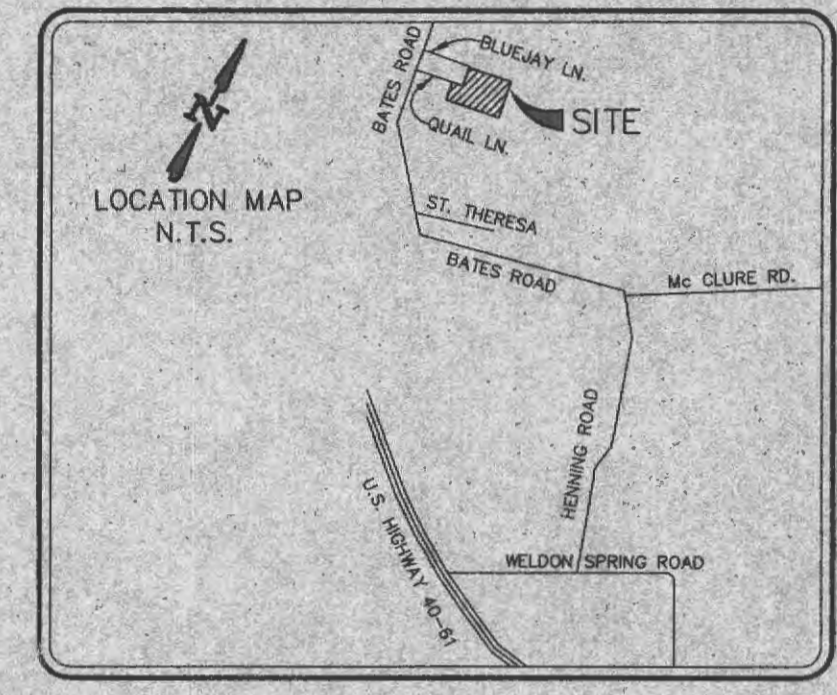 BLUEJAY LN.
BATES ROAD
SITE
QUAIL LN.
N
LOCATION MAP
N.T.S.
ST. THERESA
BATES ROAD
Mc CLURE RD.
HENNING ROAD
U.S. HIGHWAY 40-61
WELDON SPRING ROAD